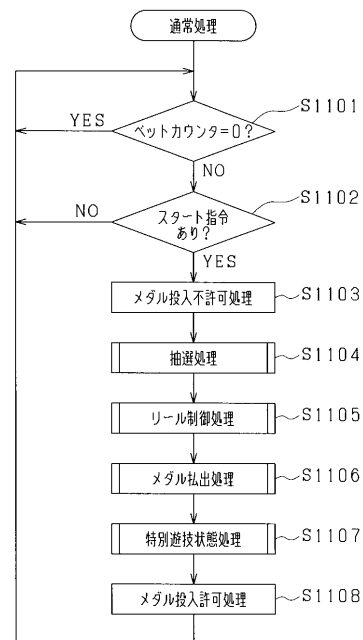 通常処理
ベットカウンタ=0?
S1101
YES
NO
スタート指令
あり?
S1102
NO
YES
メダル投入不許可処理
S1103
抽選処理
S1104
リール制御処理
S1105
メダル払出処理
S1106
特別遊技状態処理
S1107
メダル投入許可処理
S1108